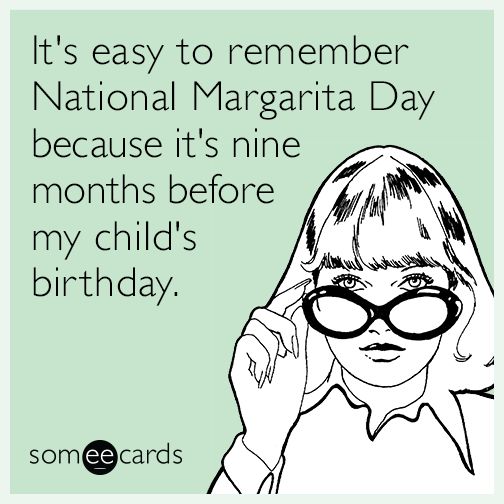 It's easy to remember
National Margarita Day
because it's nine
months before
my child's
birthday.
someecards